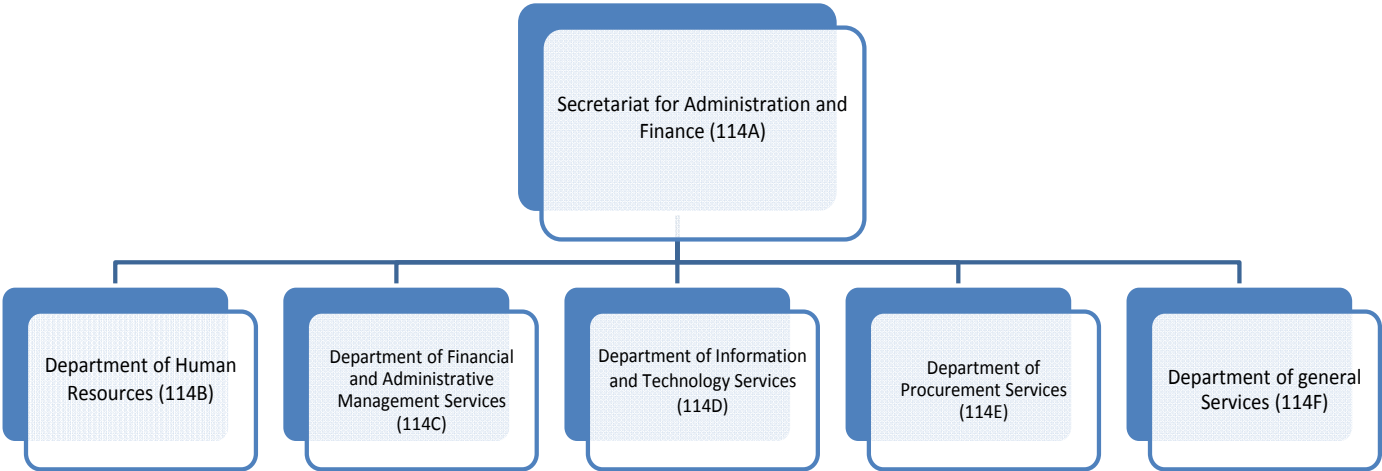 Secretariat for Administration and
Finance (114A)
Department of Human
Resources (114B)
Department of Financial
and Administrative
Management Services
(114C)
Department of Information
and Technology Services
(114D)
Department of
Procurement Services
(114E)
Department of general
Services (114F)